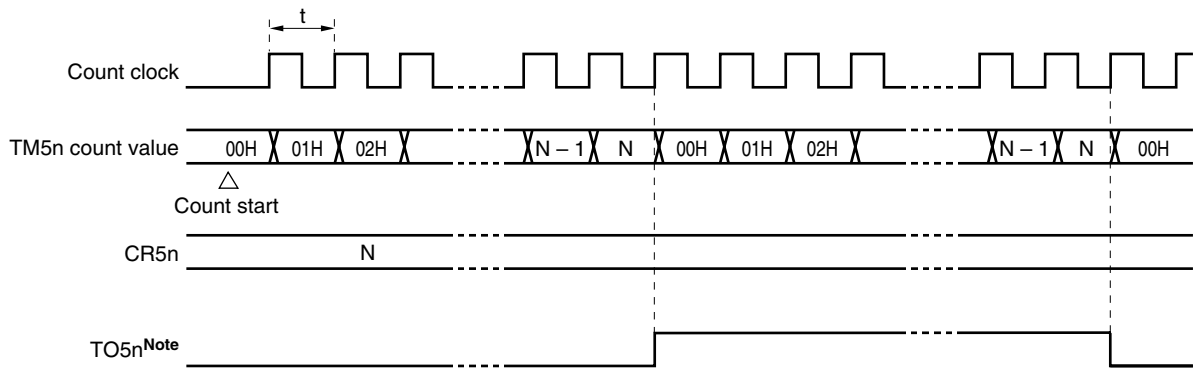 t
Count clock
TM5n count value 00H 01H 02H N – 1 N 00H 01H 02H N – 1 N 00H
Count start
CR5n N
TO5nNote